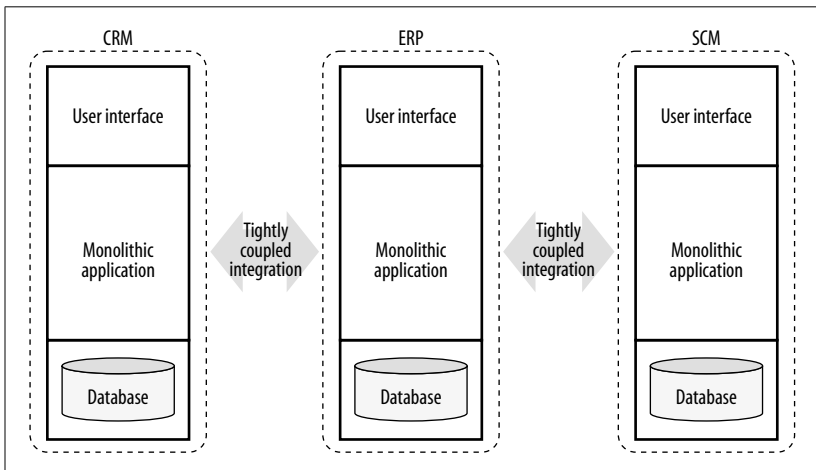 CRM
ERP
SCM
User interface
User interface
User interface
Monolithic
application
Tightly
coupled
integration
Monolithic
application
Tightly
coupled
integration
Monolithic
application
Database
Database
Database